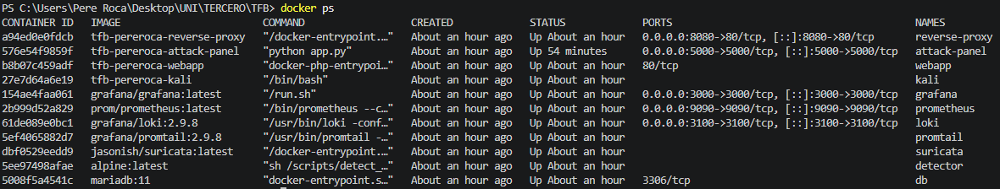 PS C:\Users\Pere Roca\Desktop\UNI\TERCERO\TFB> docker ps
CONTAINER ID   IMAGE                     COMMAND                  CREATED             STATUS             PORTS                                         NAMES
a94ed0e0fdcb   tfb-pereroca-reverse-proxy   "/docker-entrypoint.…"   About an hour ago   Up About an hour   0.0.0.0:8080->80/tcp, [::]:8080->80/tcp       reverse-proxy
576e54f9859f   tfb-pereroca-attack-panel    "python app.py"          About an hour ago   Up 54 minutes      0.0.0.0:5000->5000/tcp, [::]:5000->5000/tcp   attack-panel
b8b07c459adf   tfb-pereroca-webapp          "docker-php-entrypoi…"   About an hour ago   Up About an hour   80/tcp                                        webapp
27e7d64a6e19   tfb-pereroca-kali            "/bin/bash"              About an hour ago   Up About an hour                                                 kali
154ae4faa061   grafana/grafana:latest       "/run.sh"                About an hour ago   Up About an hour   0.0.0.0:3000->3000/tcp, [::]:3000->3000/tcp   grafana
2b999d52a829   prom/prometheus:latest       "/bin/prometheus --c…"   About an hour ago   Up About an hour   0.0.0.0:9090->9090/tcp, [::]:9090->9090/tcp   prometheus
61de089e0bc1   grafana/loki:2.9.8           "/usr/bin/loki -conf…"   About an hour ago   Up About an hour   0.0.0.0:3100->3100/tcp, [::]:3100->3100/tcp   loki
5ef4065882d7   grafana/promtail:2.9.8       "/usr/bin/promtail -…"   About an hour ago   Up About an hour                                                 promtail
dbf0529eedd9   jasonish/suricata:latest     "/docker-entrypoint.…"   About an hour ago   Up About an hour                                                 suricata
5ee97498afae   alpine:latest                "sh /scripts/detect_…"   About an hour ago   Up About an hour                                                 detector
5008f5a4541c   mariadb:11                   "docker-entrypoint.s…"   About an hour ago   Up About an hour   3306/tcp                                      db